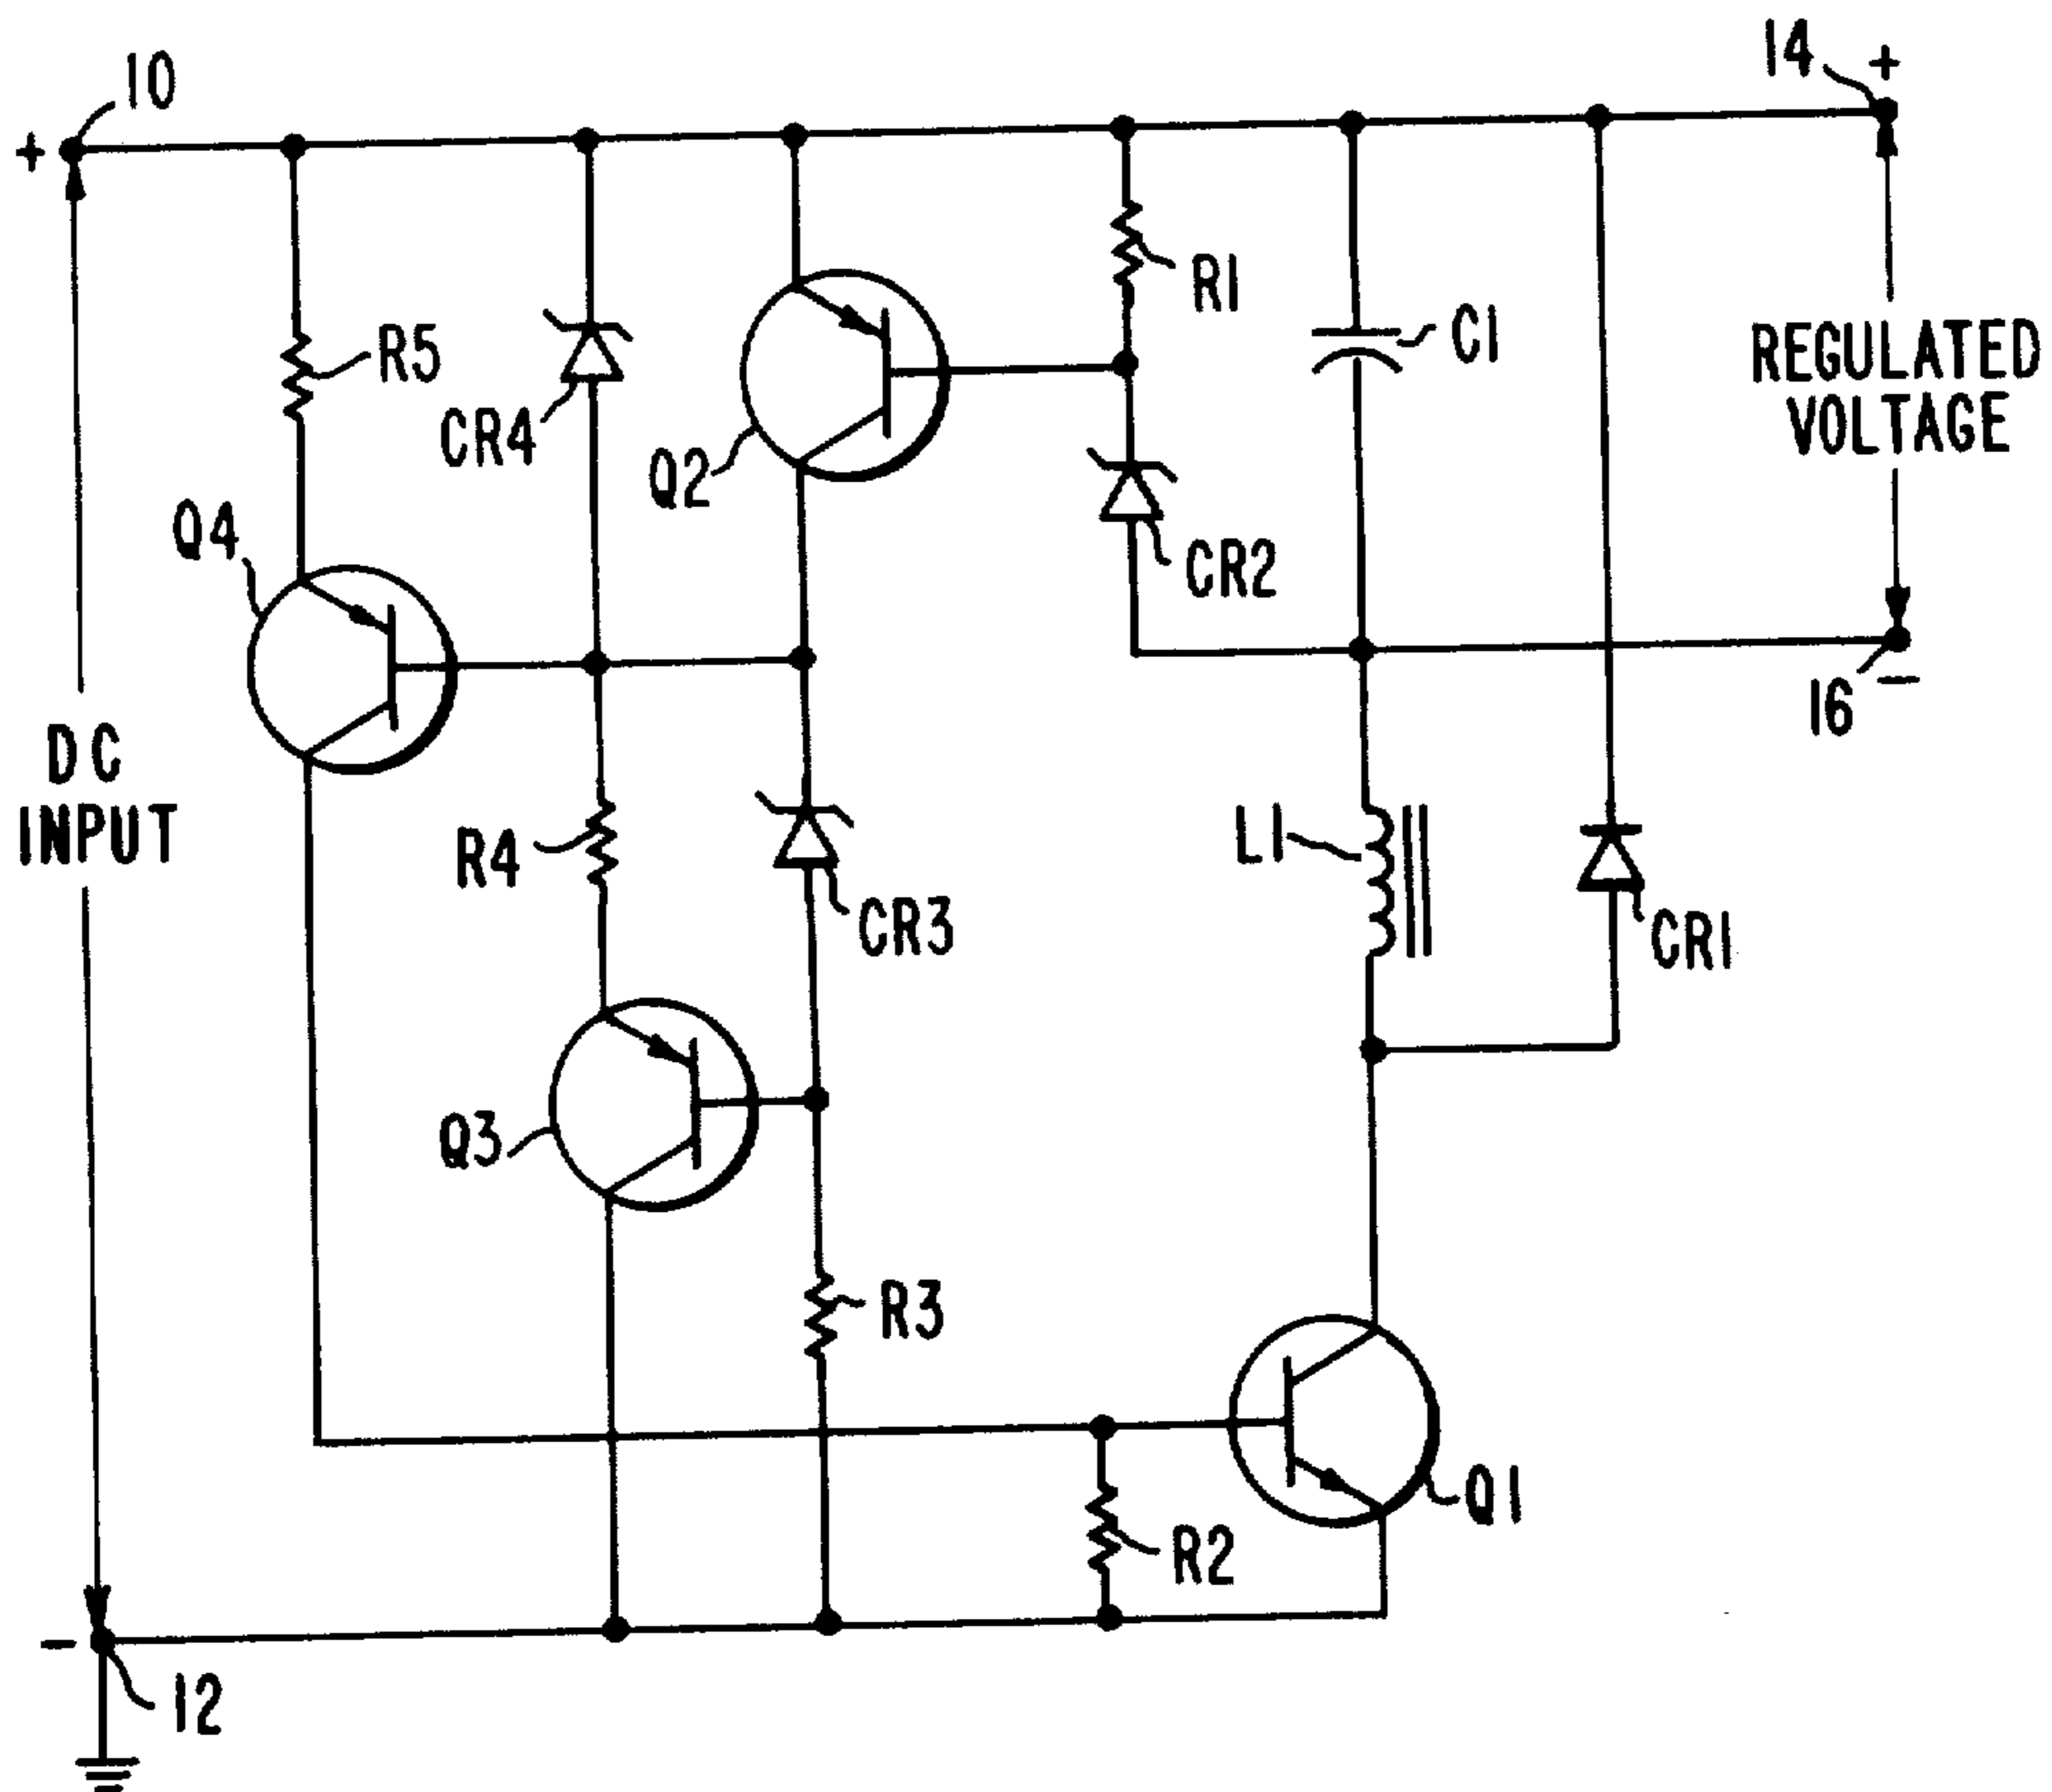 10
14
+
+
R1
C1
R5
CR4
REGULATED
VOLTAGE
Q2
Q4
CR2
16
−
DC
INPUT
L1
R4
CR3
CR1
Q3
R3
Q1
R2
−
12